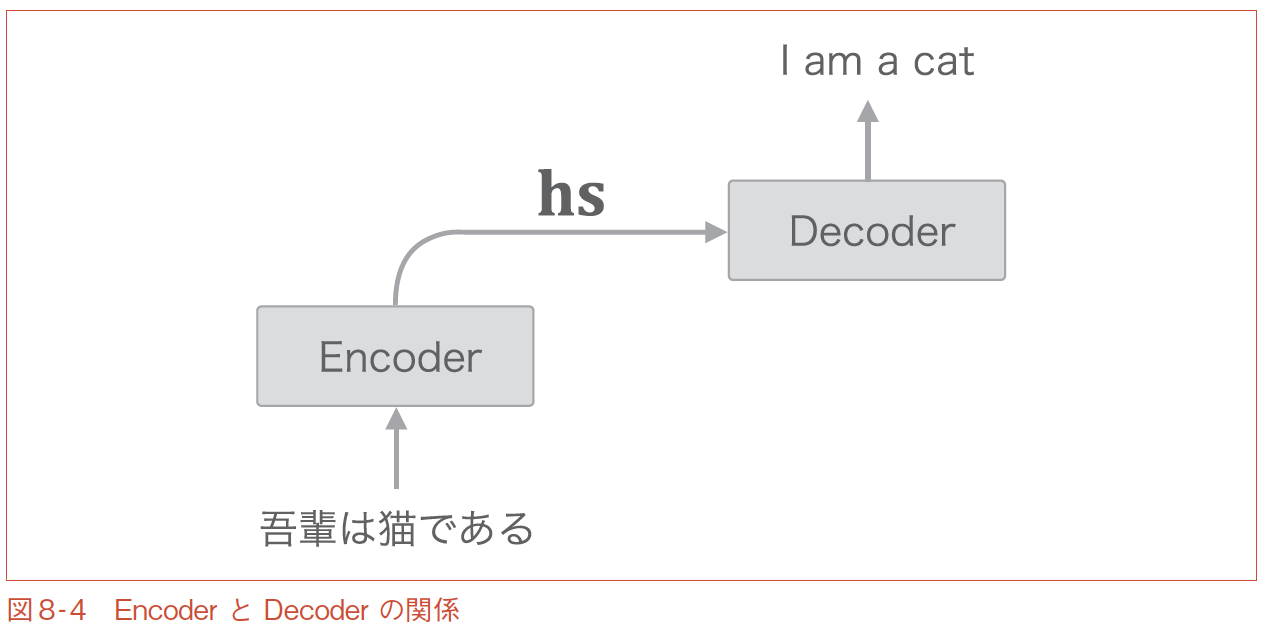 I am a cat
hs
Decoder
Encoder
吾輩は猫である
図8-4 Encoder と Decoder の関係